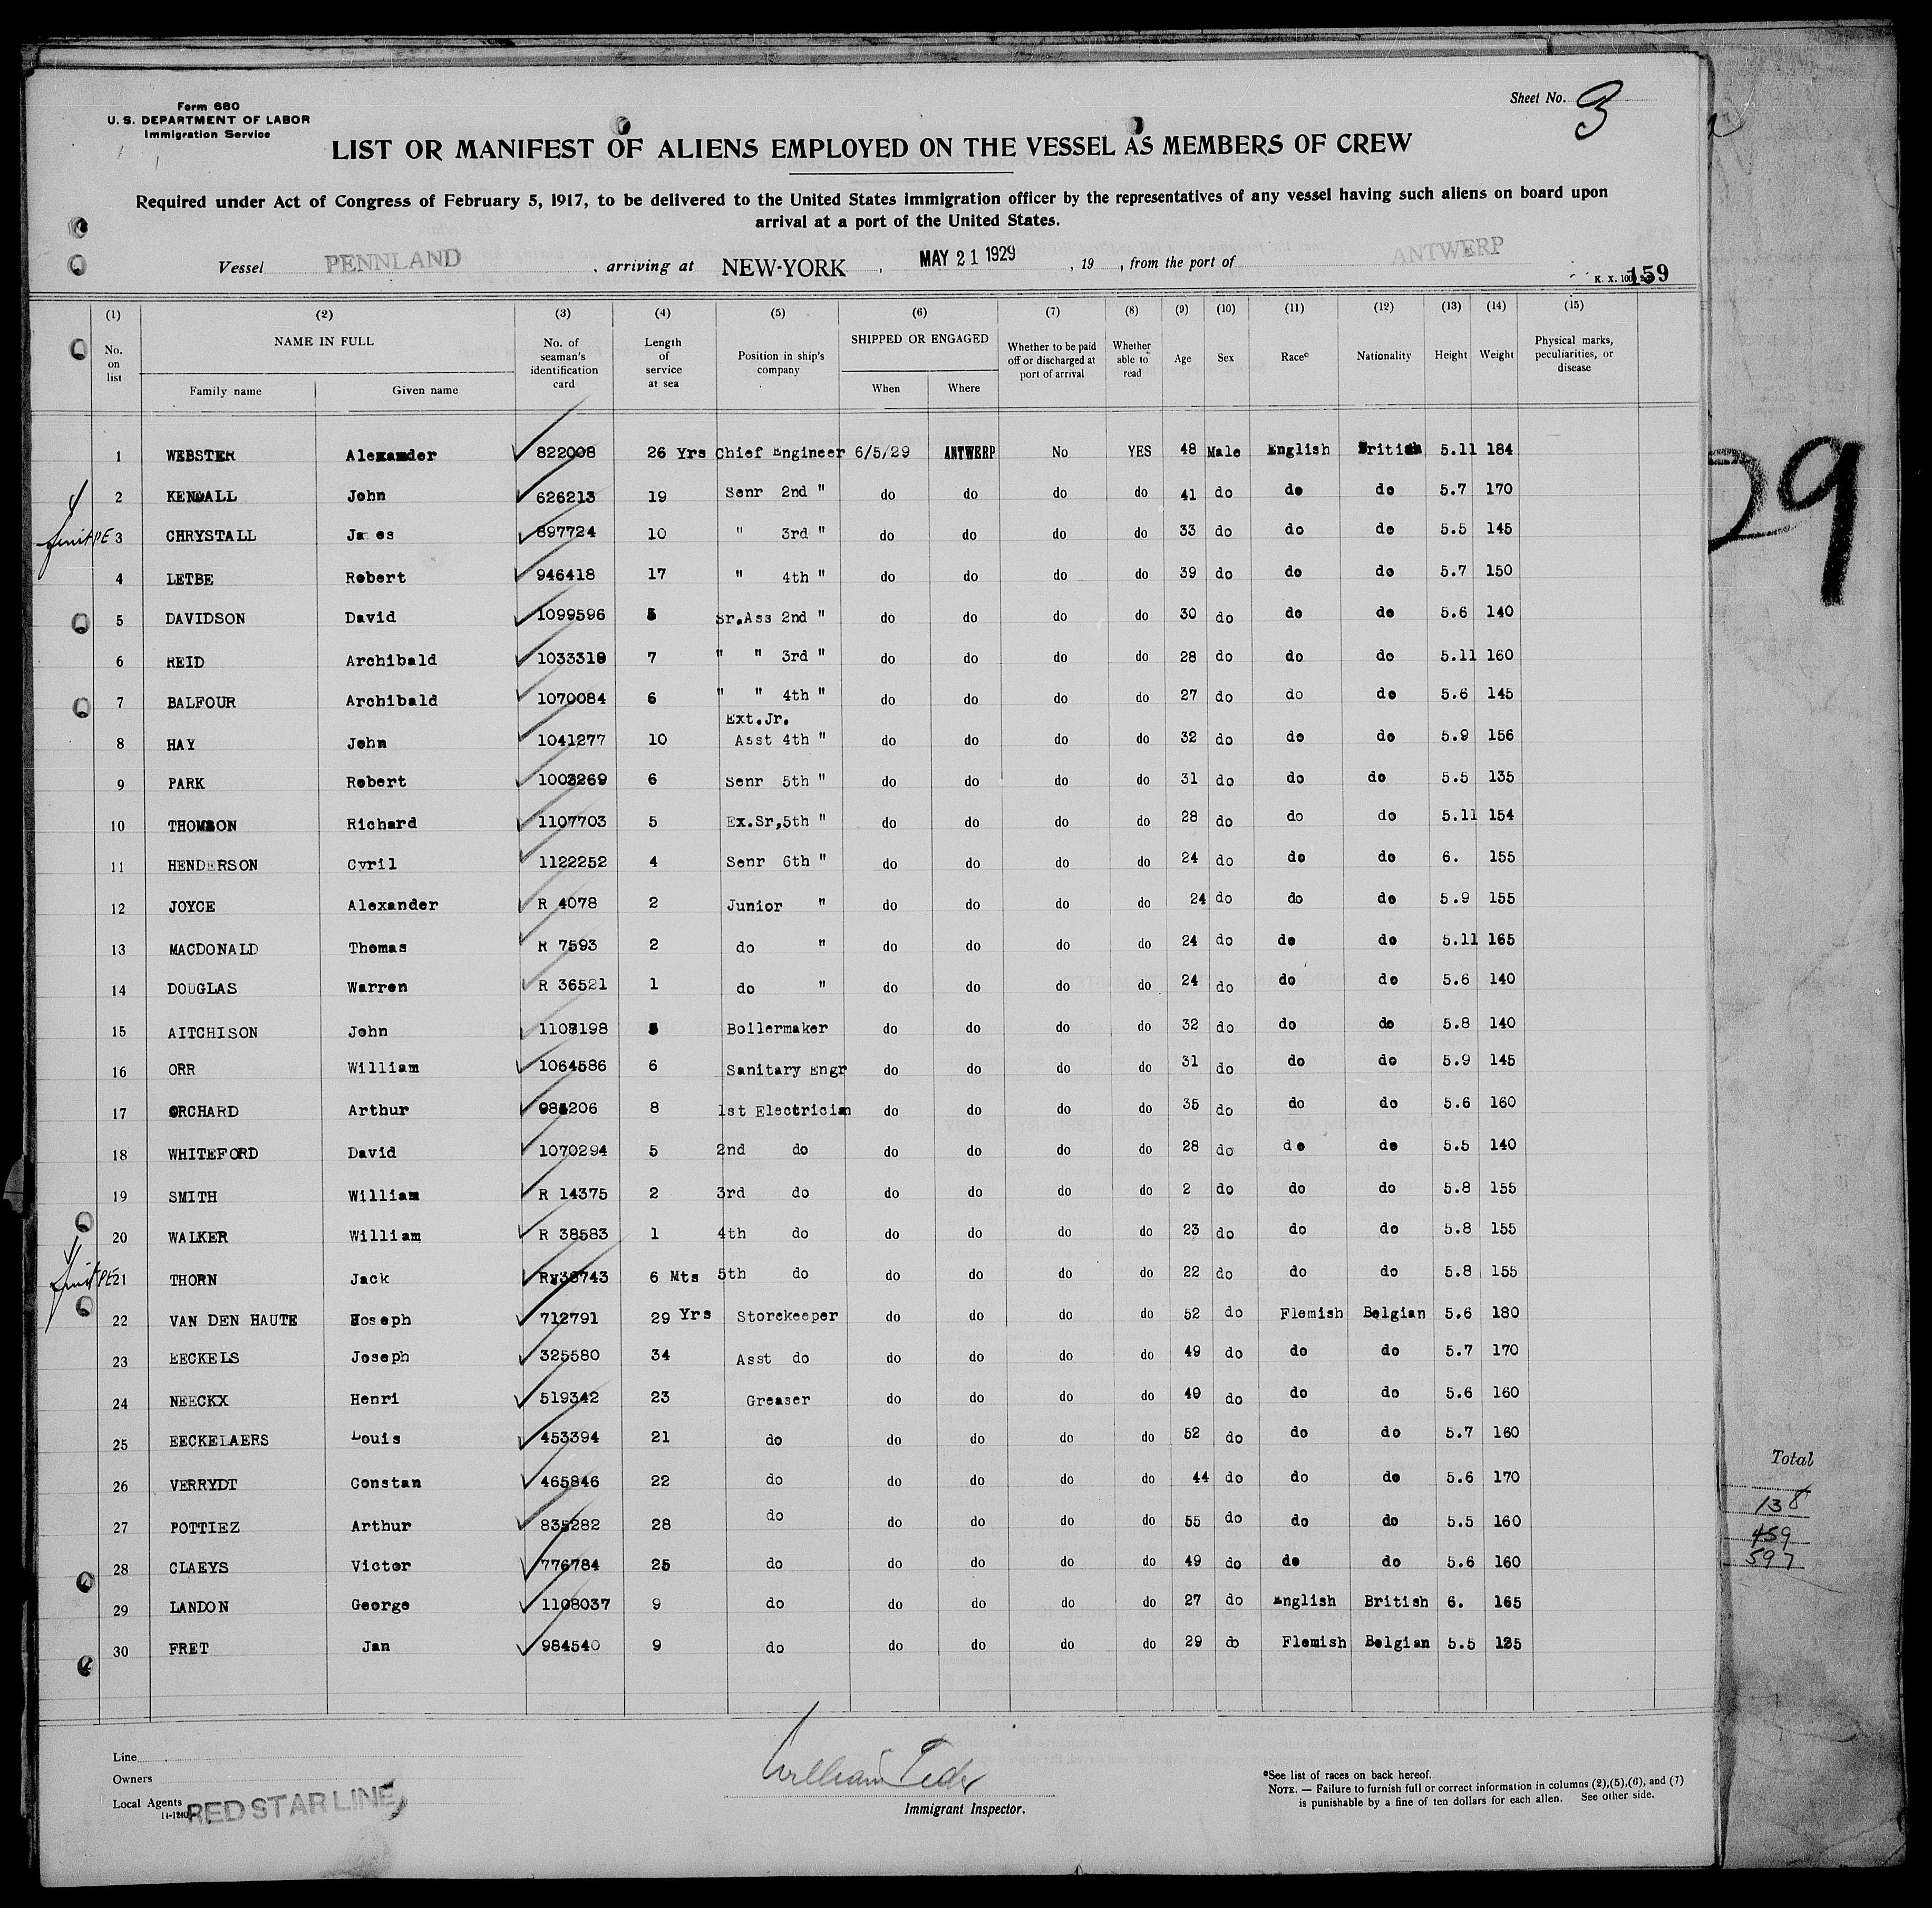 Form 680
U. S. DEPARTMENT OF LABOR
Immigration Service
Sheet No. 3
LIST OR MANIFEST OF ALIENS EMPLOYED ON THE VESSEL AS MEMBERS OF CREW
Required under Act of Congress of February 5, 1917, to be delivered to the United States immigration officer by the representatives of any vessel having such aliens on board upon
arrival at a port of the United States.
Vessel PENNLAND , arriving at NEW-YORK , MAY 21 1929 , 19 , from the port of ANTWERP
K. X. 159
(1) (2) (3) (4) (5) (6) (7) (8) (9) (10) (11) (12) (13) (14) (15)
No. on list NAME IN FULL Family name Given name No. of seaman's identification card Length of service at sea Position in ship's company SHIPPED OR ENGAGED When Where Whether to be paid off or discharged at port of arrival Whether able to read Age Sex Race* Nationality Height Weight Physical marks, peculiarities, or disease
1 WEBSTER Alexander 822008 26 Yrs Chief Engineer 6/5/29 ANTWERP No YES 48 Male English British 5.11 184
2 KENDALL John 626213 19 Senr 2nd " do do do do 41 do do do 5.7 170
3 CHRYSTALL Ja es 897724 10 " 3rd " do do do do 33 do do do 5.5 145
4 LETBE Robert 946418 17 " 4th " do do do do 39 do do do 5.7 150
5 DAVIDSON David 1099596 5 Sr.Ass 2nd " do do do do 30 do do do 5.6 140
6 REID Archibald 1033318 7 " " 3rd " do do do do 28 do do do 5.11 160
7 BALFOUR Archibald 1070084 6 " " 4th " do do do do 27 do do do 5.6 145
8 HAY John 1041277 10 Ext.Jr. Asst 4th " do do do do 32 do do do 5.9 156
9 PARK Robert 1003269 6 Senr 5th " do do do do 31 do do do 5.5 135
10 THOMSON Richard 1107703 5 Ex.Sr,5th " do do do do 28 do do do 5.11 154
11 HENDERSON Cyril 1122252 4 Senr 6th " do do do do 24 do do do 6. 155
12 JOYCE Alexander R 4078 2 Junior " do do do do 24 do do do 5.9 155
13 MACDONALD Thomas R 7593 2 do " do do do do 24 do do do 5.11 165
14 DOUGLAS Warren R 36521 1 do " do do do do 24 do do do 5.6 140
15 AITCHISON John 1108198 5 Boilermaker do do do do 32 do do do 5.8 140
16 ORR William 1064586 6 Sanitary Engr do do do do 31 do do do 5.9 145
17 ORCHARD Arthur 985206 8 1st Electrician do do do do 35 do do do 5.6 160
18 WHITEFORD David 1070294 5 2nd do do do do do 28 do do do 5.5 140
19 SMITH William R 14375 2 3rd do do do do do 2 do do do 5.8 155
20 WALKER William R 38583 1 4th do do do do do 23 do do do 5.8 155
21 THORN Jack 6 Mts 5th do do do do do 22 do do do 5.8 155
22 VAN DEN HAUTE Joseph 712791 29 Yrs Storekeeper do do do do 52 do Flemish Belgian 5.6 180
23 EECKELS Joseph 325580 34 Asst do do do do do 49 do do do 5.7 170
24 NEECKX Henri 519342 23 Greaser do do do do 49 do do do 5.6 160
25 EECKELAERS Louis 453394 21 do do do do do 52 do do do 5.7 160
26 VERRYDT Constan 465846 22 do do do do do 44 do do do 5.6 170
27 POTTIEZ Arthur 835282 28 do do do do do 55 do do do 5.5 160
28 CLAEYS Victor 776784 25 do do do do do 49 do do do 5.6 160
29 LANDON George 1108037 9 do do do do do 27 do English British 6. 165
30 FRET Jan 984540 9 do do do do do 29 do Flemish Belgian 5.5 125
Line
Owners
Local Agents RED STAR LINE,
William
Immigrant Inspector.
*See list of races on back hereof.
NOTE. — Failure to furnish full or correct information in columns (2),(5),(6), and (7)
is punishable by a fine of ten dollars for each alien. See other side.
29
Total
138
459
597